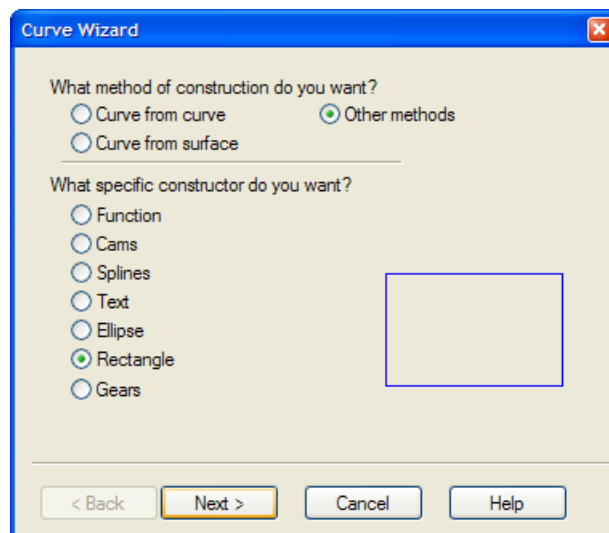 Curve Wizard
What method of construction do you want?
Curve from curve
Other methods
Curve from surface
What specific constructor do you want?
Function
Cams
Splines
Text
Ellipse
Rectangle
Gears
< Back
Next >
Cancel
Help